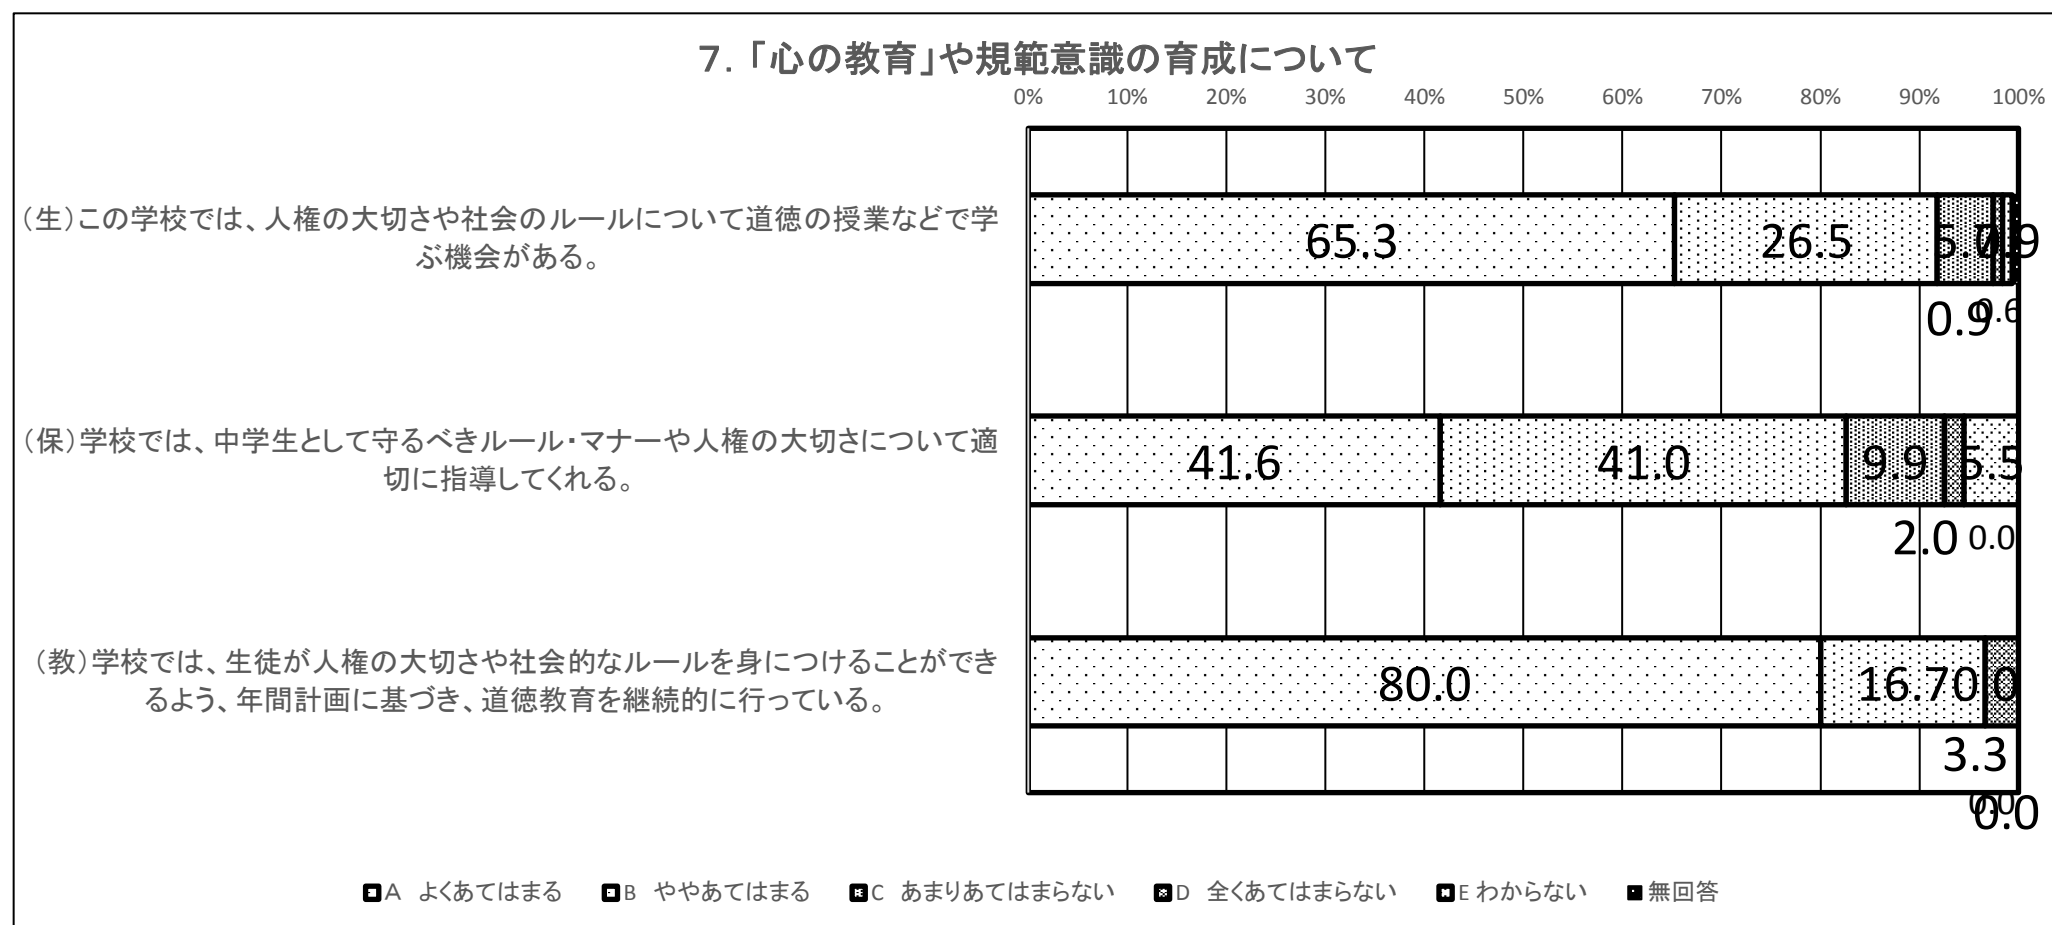 ７．「心の教育」や規範意識の育成について
0% 10% 20% 30% 40% 50% 60% 70% 80% 90% 100%
（生）この学校では、人権の大切さや社会のルールについて道徳の授業などで学
ぶ機会がある。
65.3 26.5
0.9 0.6
（保）学校では、中学生として守るべきルール・マナーや人権の大切さについて適
切に指導してくれる。
41.6 41.0 9.9 5.5
2.0 0.0
（教）学校では、生徒が人権の大切さや社会的なルールを身につけることができ
るよう、年間計画に基づき、道徳教育を継続的に行っている。
80.0 16.7 0.0
3.3
0.0 0.0
A よくあてはまる B ややあてはまる C あまりあてはまらない D 全くあてはまらない E わからない 無回答